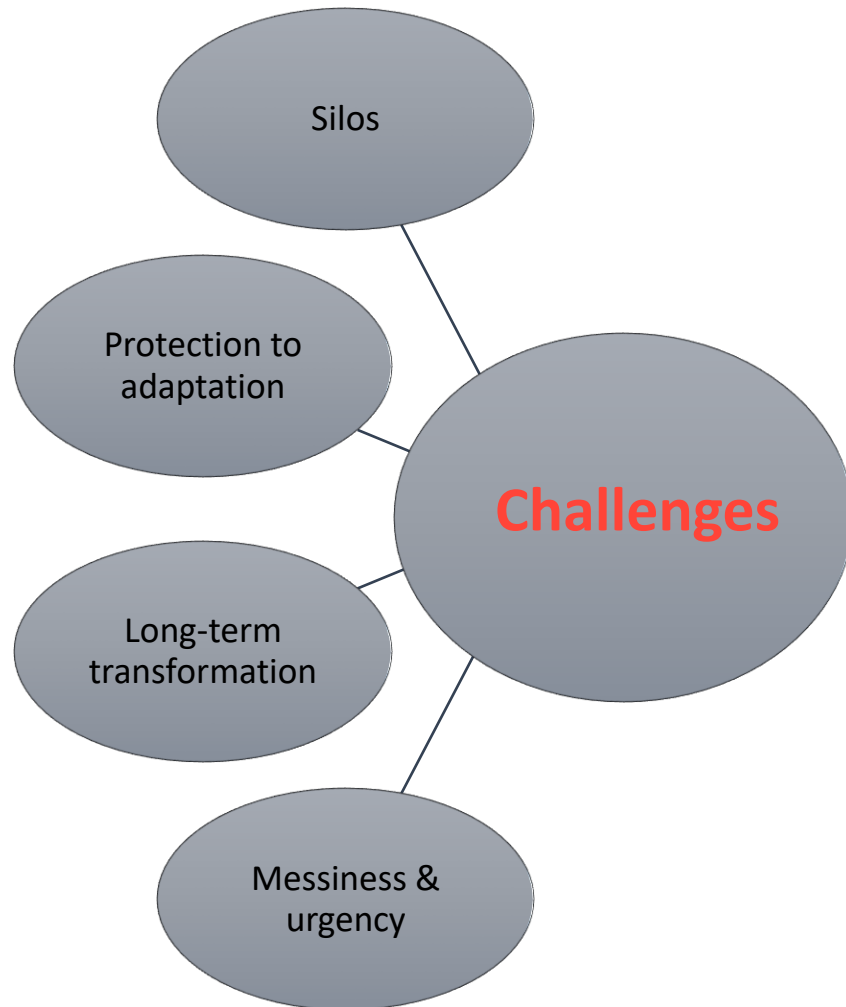 Silos
Protection to
adaptation
Challenges
Long-term
transformation
Messiness &
urgency